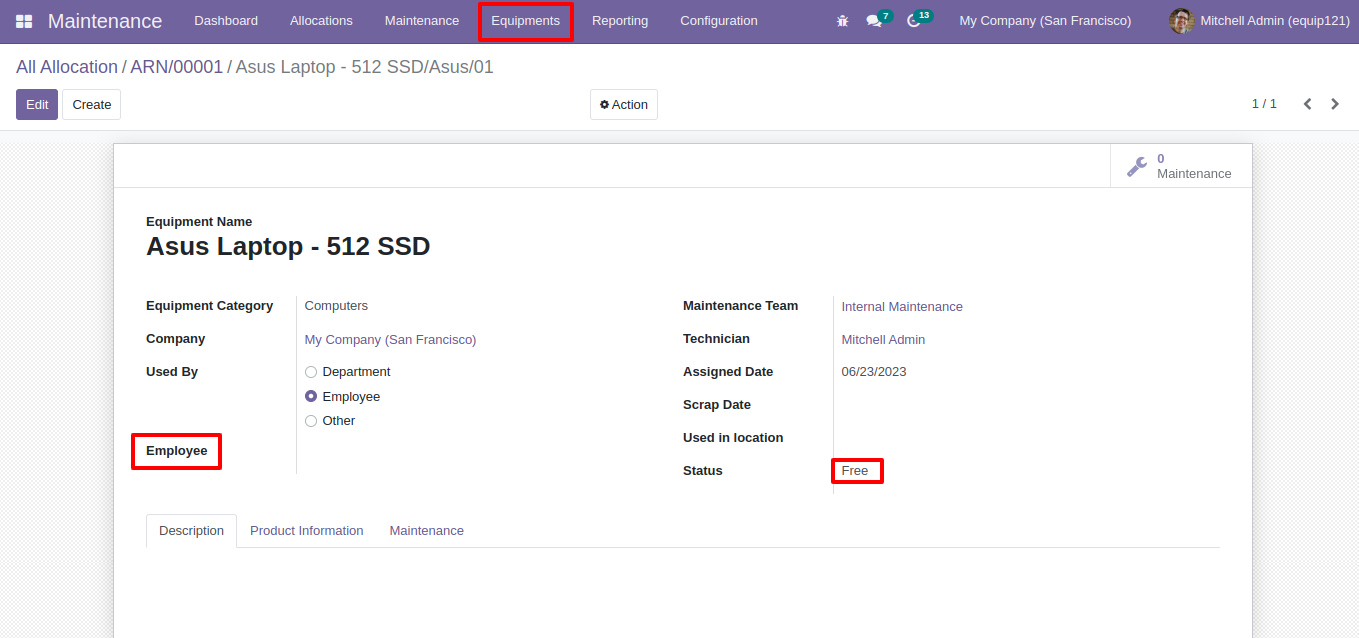 Maintenance Dashboard Allocations Maintenance Equipments Reporting Configuration 7 13 My Company (San Francisco) Mitchell Admin (equip121)
All Allocation / ARN/00001 / Asus Laptop - 512 SSD/Asus/01
Edit Create Action 1 / 1
0
Maintenance
Equipment Name
Asus Laptop - 512 SSD
Equipment Category Computers
Company My Company (San Francisco)
Used By Department
Employee
Other
Employee
Maintenance Team Internal Maintenance
Technician Mitchell Admin
Assigned Date 06/23/2023
Scrap Date
Used in location
Status Free
Description Product Information Maintenance